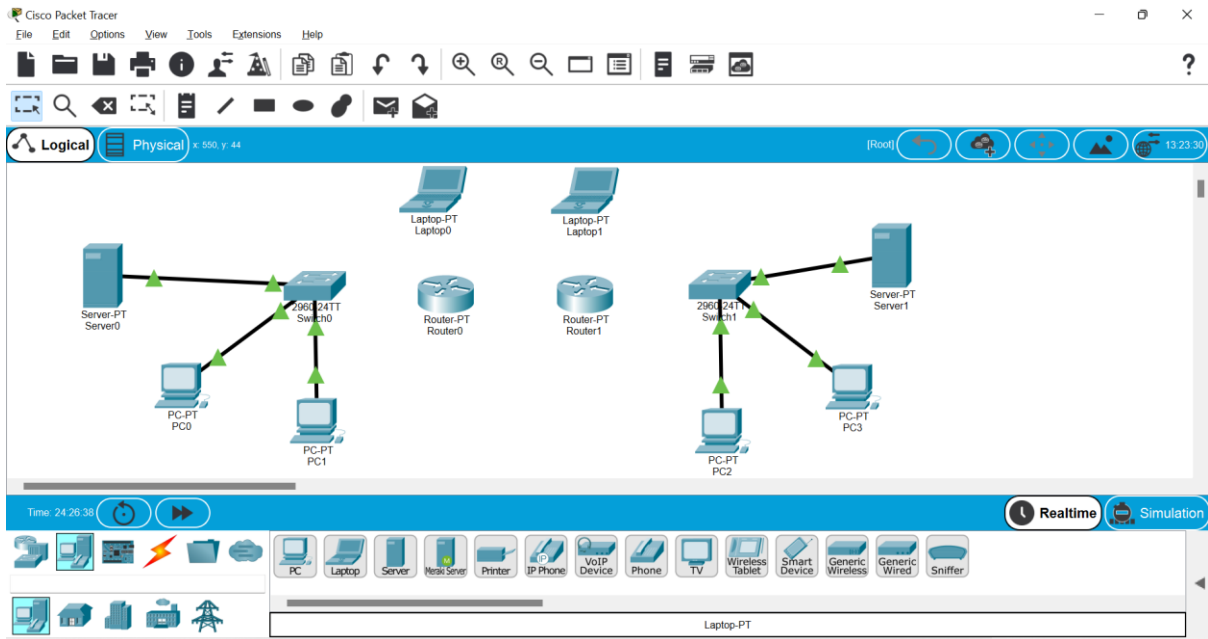 Cisco Packet Tracer
File Edit Options View Tools Extensions Help
?
Logical Physical x: 550, y: 44 [Root] 13:23:30
Laptop-PT
Laptop0
Laptop-PT
Laptop1
Server-PT
Server0
2960-24TT
Switch0
Router-PT
Router0
Router-PT
Router1
2960-24TT
Switch1
Server-PT
Server1
PC-PT
PC0
PC-PT
PC1
PC-PT
PC2
PC-PT
PC3
Time: 24:26:38 Realtime Simulation
PC Laptop Server Meraki Server Printer IP Phone VoIP Device Phone TV Wireless Tablet Smart Device Generic Wireless Generic Wired Sniffer
Laptop-PT